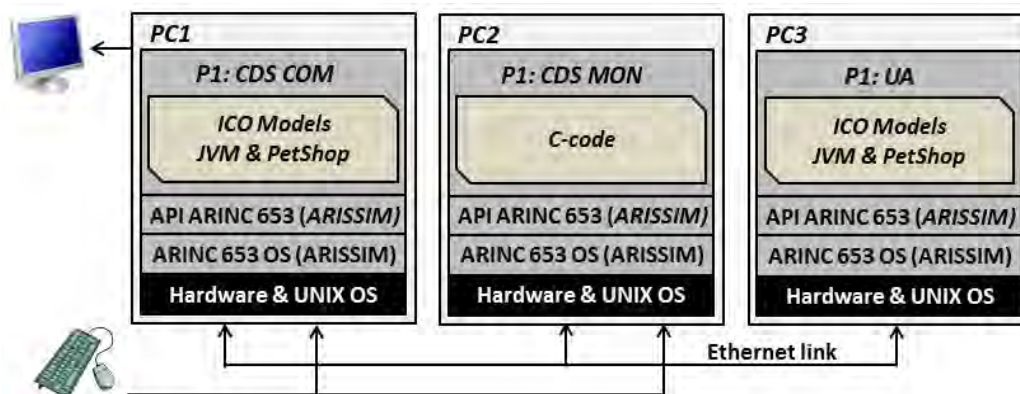 PC1
P1: CDS COM
ICO Models
JVM & PetShop
API ARINC 653 (ARISSIM)
ARINC 653 OS (ARISSIM)
Hardware & UNIX OS
PC2
P1: CDS MON
C-code
API ARINC 653 (ARISSIM)
ARINC 653 OS (ARISSIM)
Hardware & UNIX OS
PC3
P1: UA
ICO Models
JVM & PetShop
API ARINC 653 (ARISSIM)
ARINC 653 OS (ARISSIM)
Hardware & UNIX OS
Ethernet link